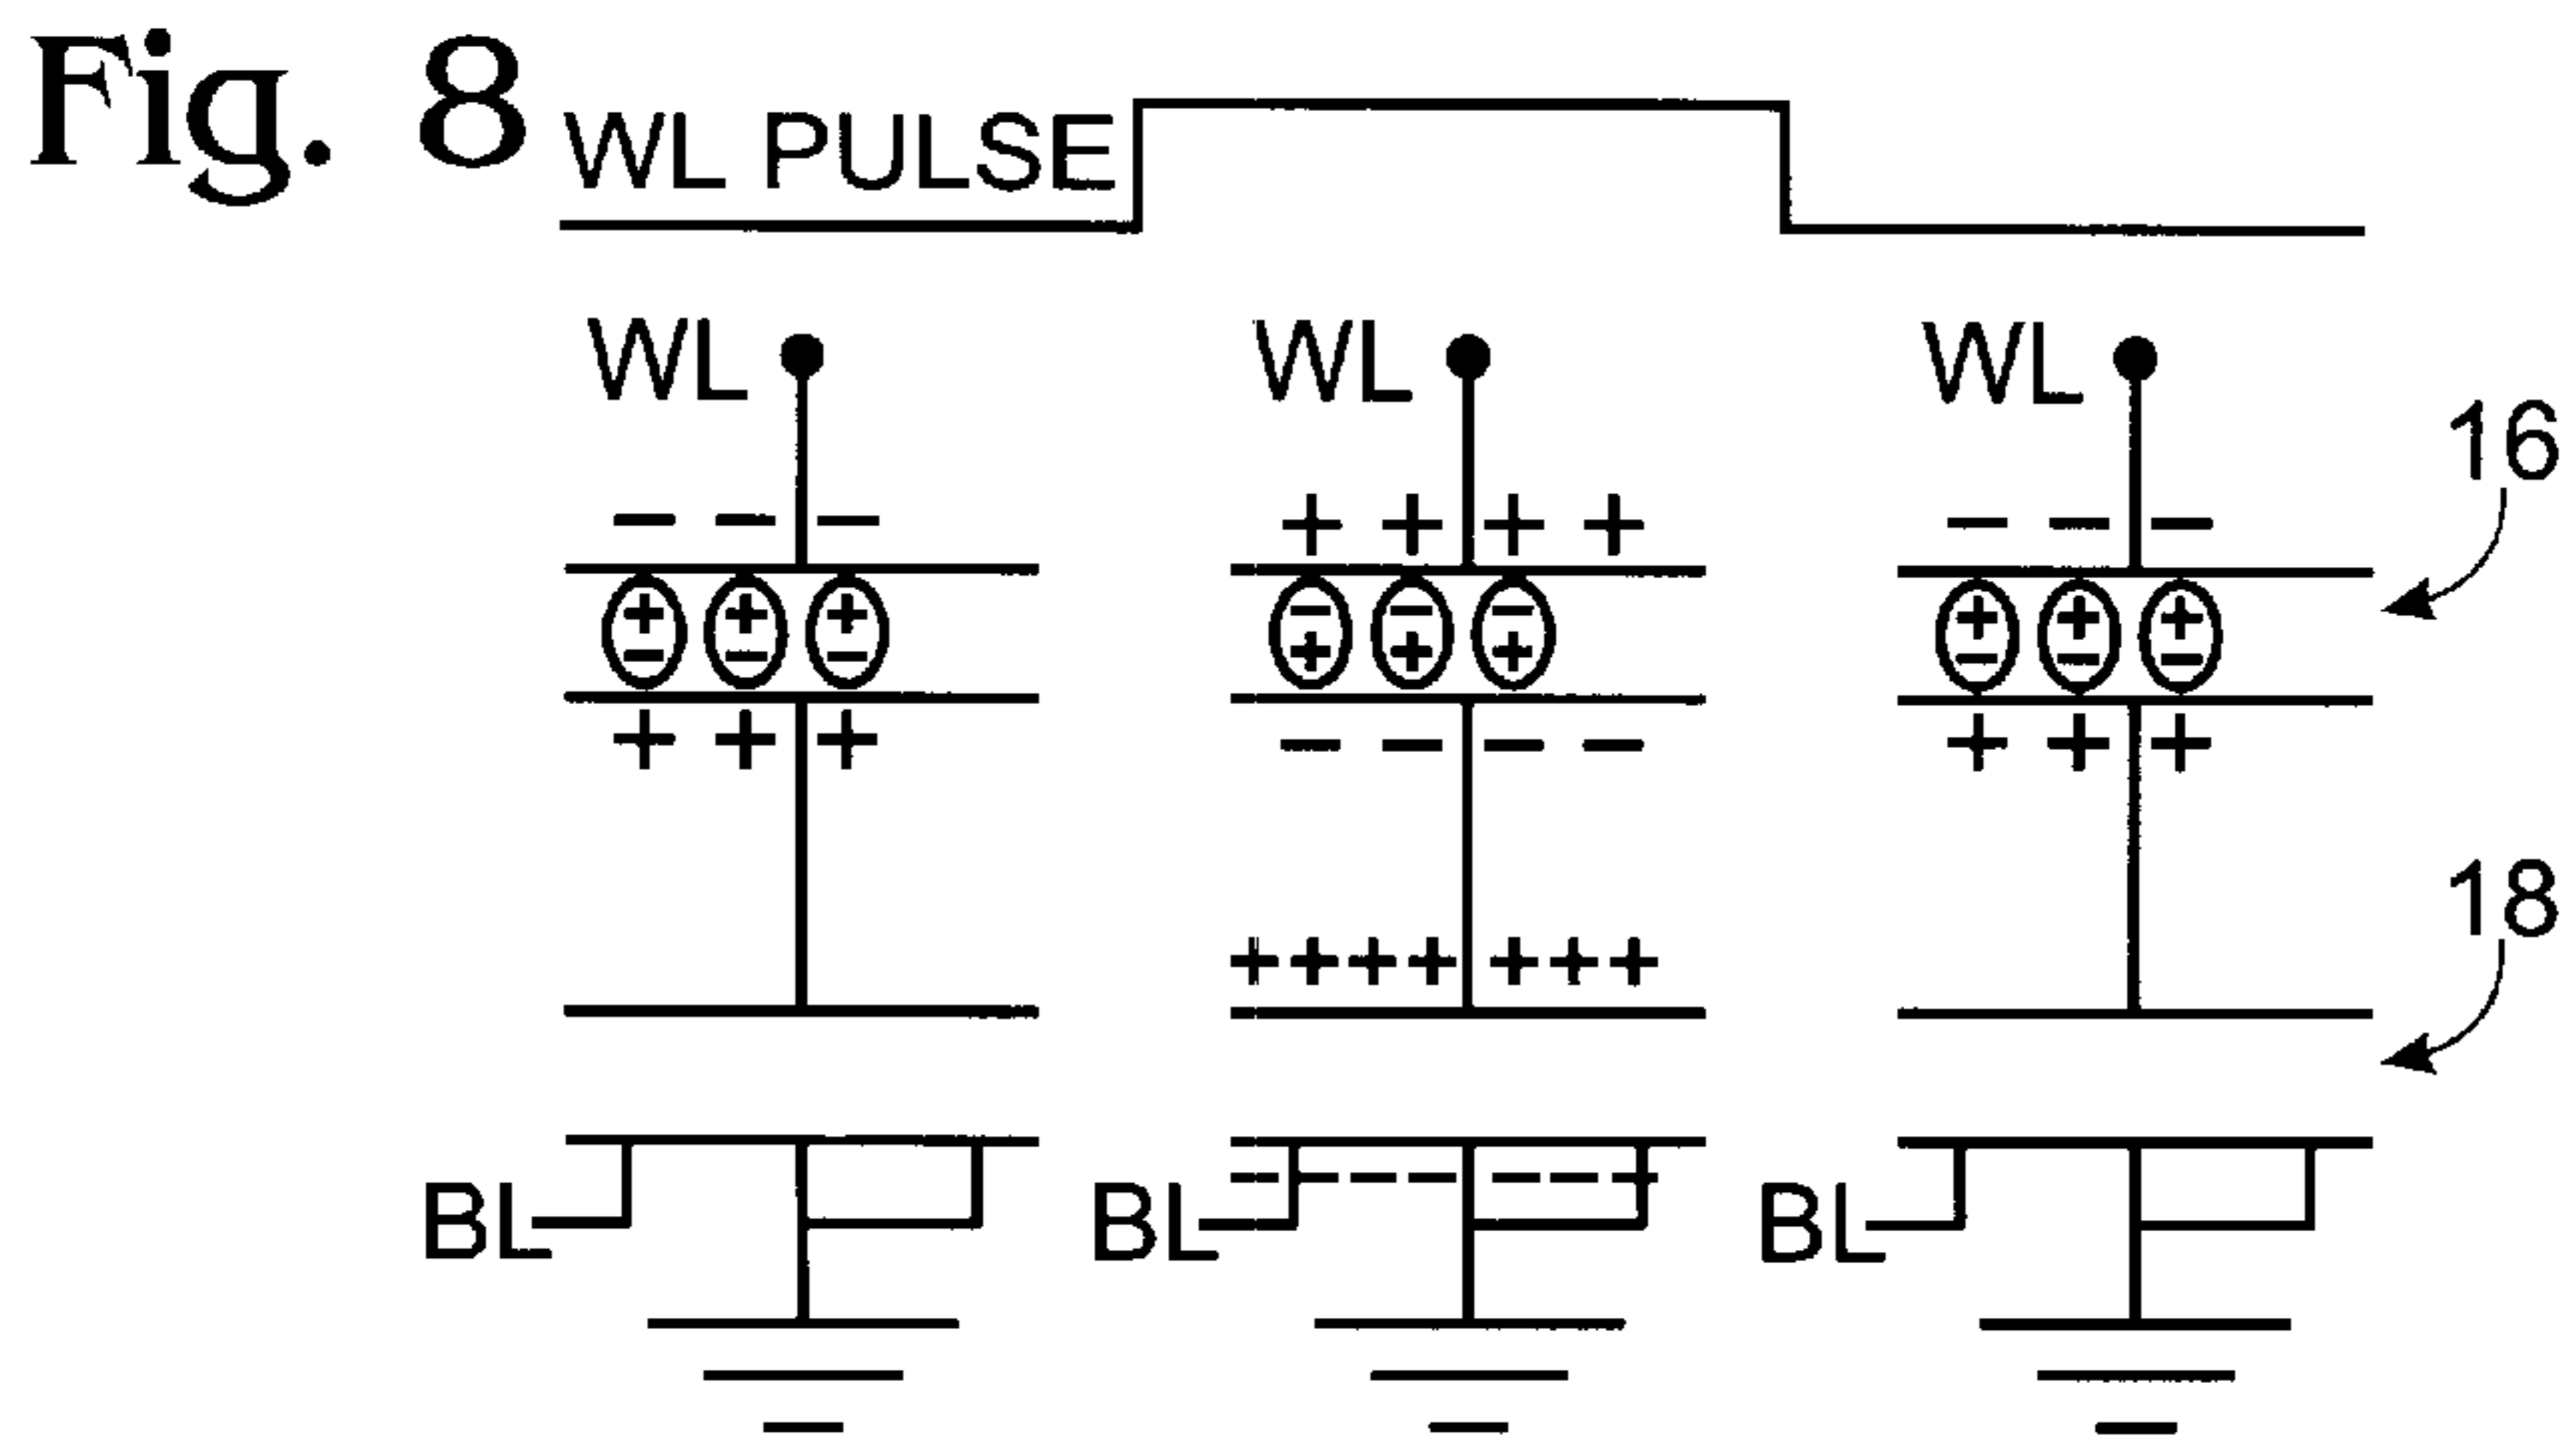 Fig. 8
WL PULSE
WL WL WL
16
− − − + + + + − − −
+ + + − − − + + +
− − − + + + − − −
+ + + − − − − + + +
18
+ + + + + + +
− − − − − − −
BL BL BL